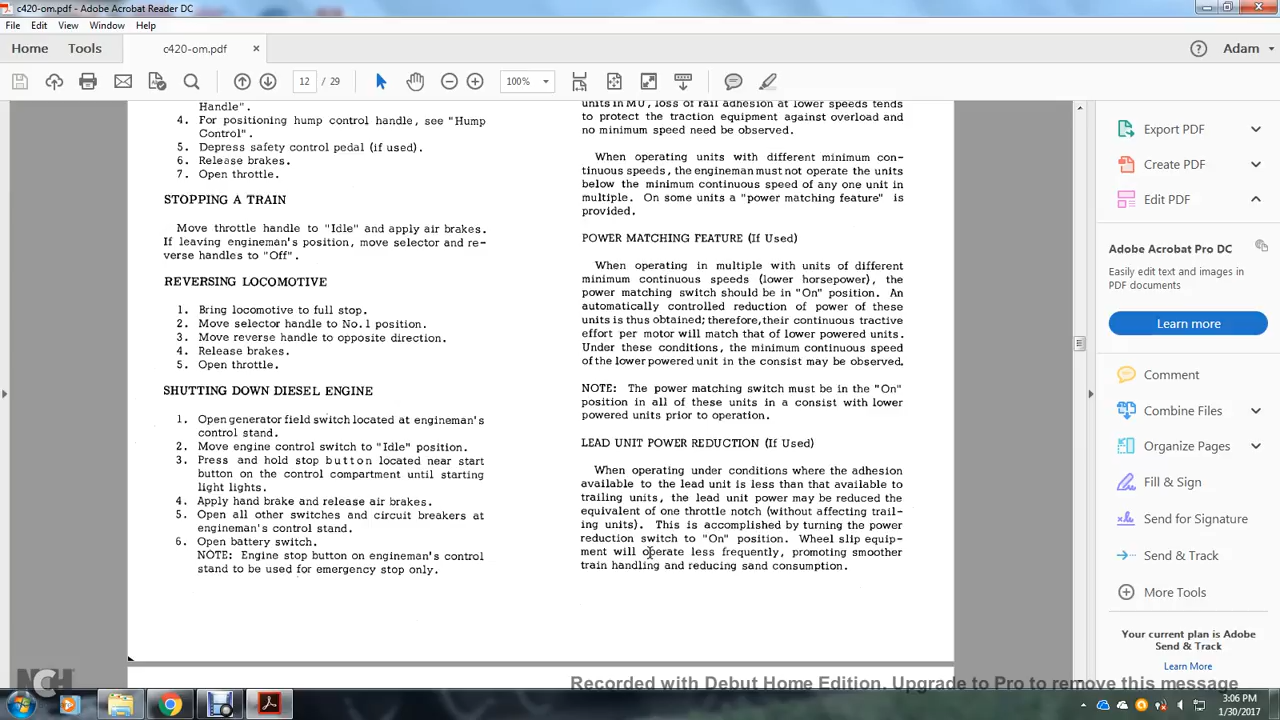 c420-om.pdf - Adobe Acrobat Reader DC
File Edit View Window Help
Home Tools c420-om.pdf × Adam
12 / 29 100%
Handle".
4. For positioning hump control handle, see "Hump
Control".
5. Depress safety control pedal (if used).
6. Release brakes.
7. Open throttle.
STOPPING A TRAIN
Move throttle handle to "Idle" and apply air brakes.
If leaving engineman's position, move selector and re-
verse handles to "Off".
REVERSING LOCOMOTIVE
1. Bring locomotive to full stop.
2. Move selector handle to No.1 position.
3. Move reverse handle to opposite direction.
4. Release brakes.
5. Open throttle.
SHUTTING DOWN DIESEL ENGINE
1. Open generator field switch located at engineman's
control stand.
2. Move engine control switch to "Idle" position.
3. Press and hold stop button located near start
button on the control compartment until starting
light lights.
4. Apply hand brake and release air brakes.
5. Open all other switches and circuit breakers at
engineman's control stand.
6. Open battery switch.
NOTE: Engine stop button on engineman's control
stand to be used for emergency stop only.
units in MU, loss of rail adhesion at lower speeds tends
to protect the traction equipment against overload and
no minimum speed need be observed.
When operating units with different minimum con-
tinuous speeds, the engineman must not operate the units
below the minimum continuous speed of any one unit in
multiple. On some units a "power matching feature" is
provided.
POWER MATCHING FEATURE (If Used)
When operating in multiple with units of different
minimum continuous speeds (lower horsepower), the
power matching switch should be in "On" position. An
automatically controlled reduction of power of these
units is thus obtained; therefore, their continuous tractive
effort per motor will match that of lower powered units.
Under these conditions, the minimum continuous speed
of the lower powered unit in the consist may be observed.
NOTE: The power matching switch must be in the "On"
position in all of these units in a consist with lower
powered units prior to operation.
LEAD UNIT POWER REDUCTION (If Used)
When operating under conditions where the adhesion
available to the lead unit is less than that available to
trailing units, the lead unit power may be reduced the
equivalent of one throttle notch (without affecting trail-
ing units). This is accomplished by turning the power
reduction switch to "On" position. Wheel slip equip-
ment will operate less frequently, promoting smoother
train handling and reducing sand consumption.
Export PDF
Create PDF
Edit PDF
Adobe Acrobat Pro DC
Easily edit text and images in
PDF documents
Learn more
Comment
Combine Files
Organize Pages
Fill & Sign
Send for Signature
Send & Track
More Tools
Your current plan is Adobe
Send & Track
Learn More
NCH
Recorded with Debut Home Edition. Upgrade to Pro to remove this message
3:06 PM
1/30/2017